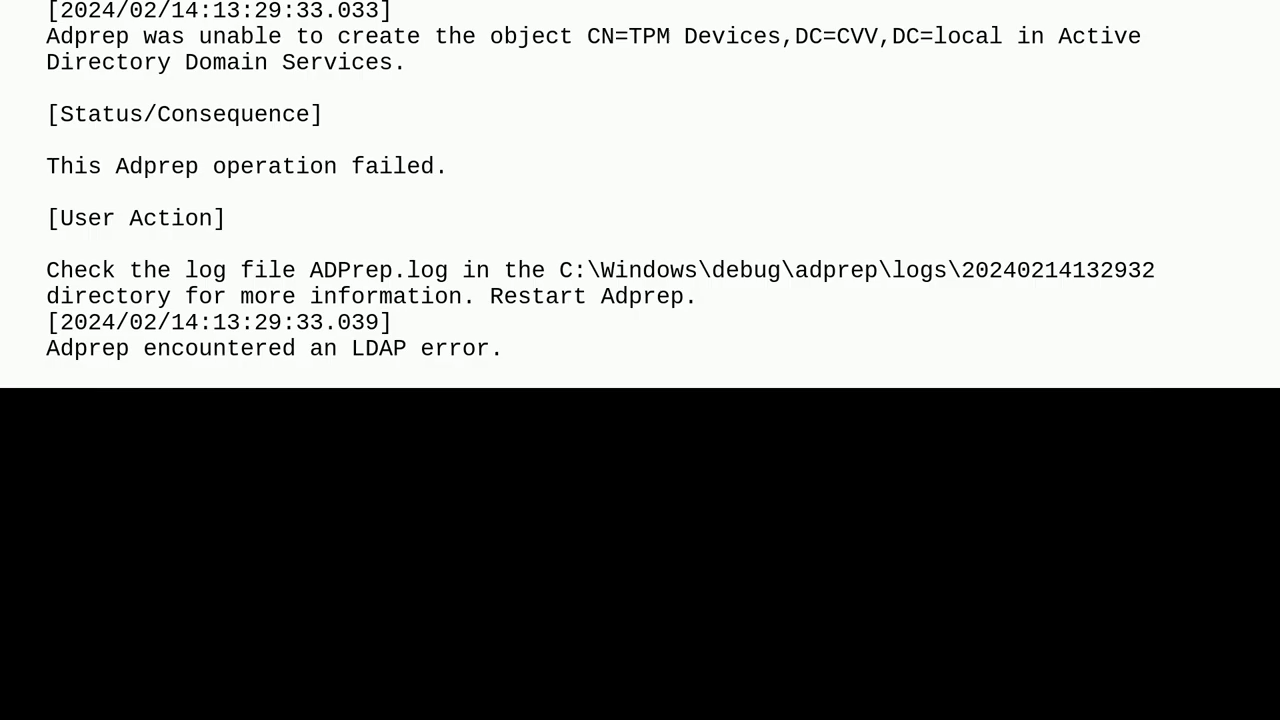 [2024/02/14:13:29:33.033]
Adprep was unable to create the object CN=TPM Devices,DC=CVV,DC=local in Active
Directory Domain Services.
[Status/Consequence]
This Adprep operation failed.
[User Action]
Check the log file ADPrep.log in the C:\Windows\debug\adprep\logs\20240214132932
directory for more information. Restart Adprep.
[2024/02/14:13:29:33.039]
Adprep encountered an LDAP error.